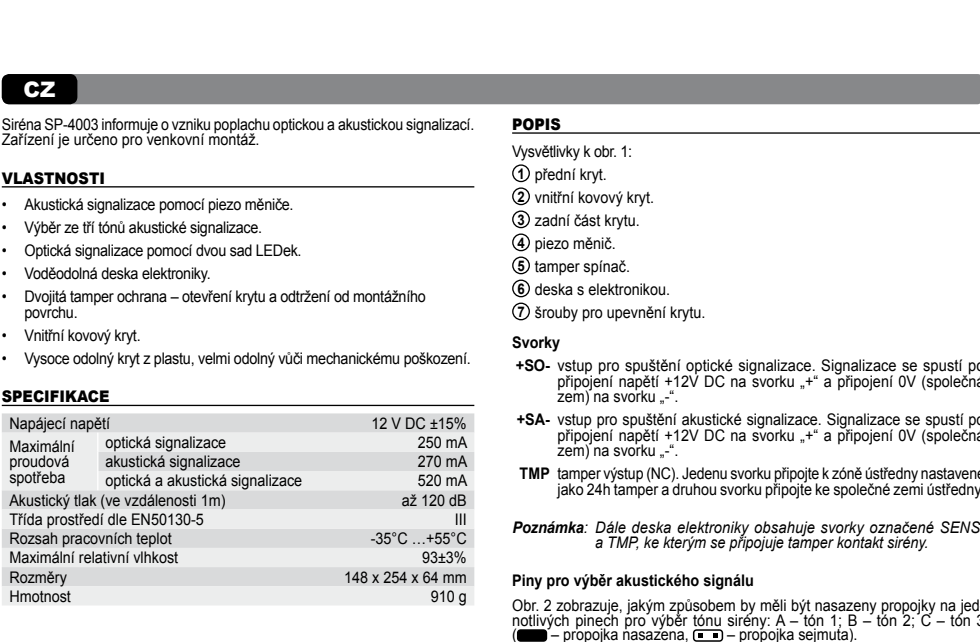 CZ
Siréna SP-4003 informuje o vzniku poplachu optickou a akustickou signalizací.
Zařízení je určeno pro venkovní montáž.
VLASTNOSTI
• Akustická signalizace pomocí piezo měniče.
• Výběr ze tří tónů akustické signalizace.
• Optická signalizace pomocí dvou sad LEDek.
• Voděodolná deska elektroniky.
• Dvojitá tamper ochrana – otevření krytu a odtržení od montážního
povrchu.
• Vnitřní kovový kryt.
• Vysoce odolný kryt z plastu, velmi odolný vůči mechanickému poškození.
SPECIFIKACE
Napájecí napětí 12 V DC ±15%
Maximální proudová spotřeba
optická signalizace 250 mA
akustická signalizace 270 mA
optická a akustická signalizace 520 mA
Akustický tlak (ve vzdálenosti 1m) až 120 dB
Třída prostředí dle EN50130-5 III
Rozsah pracovních teplot -35°C …+55°C
Maximální relativní vlhkost 93±3%
Rozměry 148 x 254 x 64 mm
Hmotnost 910 g
POPIS
Vysvětlivky k obr. 1:
① přední kryt.
② vnitřní kovový kryt.
③ zadní část krytu.
④ piezo měnič.
⑤ tamper spínač.
⑥ deska s elektronikou.
⑦ šrouby pro upevnění krytu.
Svorky
+SO- vstup pro spuštění optické signalizace. Signalizace se spustí po
připojení napětí +12V DC na svorku „+“ a připojení 0V (společná
zem) na svorku „-“.
+SA- vstup pro spuštění akustické signalizace. Signalizace se spustí po
připojení napětí +12V DC na svorku „+“ a připojení 0V (společná
zem) na svorku „-“.
TMP tamper výstup (NC). Jedenu svorku připojte k zóně ústředny nastavené
jako 24h tamper a druhou svorku připojte ke společné zemi ústředny
Poznámka: Dále deska elektroniky obsahuje svorky označené SENS
a TMP, ke kterým se připojuje tamper kontakt sirény.
Piny pro výběr akustického signálu
Obr. 2 zobrazuje, jakým způsobem by měli být nasazeny propojky na jed
notlivých pinech pro výběr tónu sirény: A – tón 1; B – tón 2; C – tón 3
( – propojka nasazena, – propojka sejmuta).